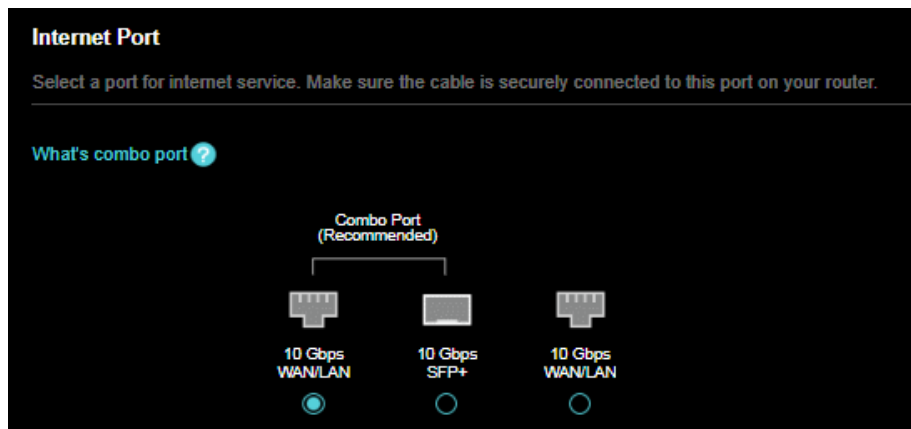 Internet Port
Select a port for internet service. Make sure the cable is securely connected to this port on your router.
What's combo port ?
Combo Port
(Recommended)
10 Gbps
WAN/LAN
10 Gbps
SFP+
10 Gbps
WAN/LAN